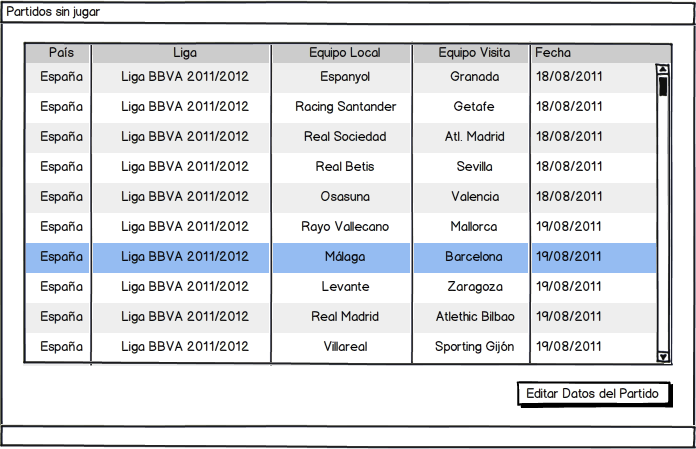 Partidos sin jugar
País Liga Equipo Local Equipo Visita Fecha
España Liga BBVA 2011/2012 Espanyol Granada 18/08/2011
España Liga BBVA 2011/2012 Racing Santander Getafe 18/08/2011
España Liga BBVA 2011/2012 Real Sociedad Atl. Madrid 18/08/2011
España Liga BBVA 2011/2012 Real Betis Sevilla 18/08/2011
España Liga BBVA 2011/2012 Osasuna Valencia 18/08/2011
España Liga BBVA 2011/2012 Rayo Vallecano Mallorca 19/08/2011
España Liga BBVA 2011/2012 Málaga Barcelona 19/08/2011
España Liga BBVA 2011/2012 Levante Zaragoza 19/08/2011
España Liga BBVA 2011/2012 Real Madrid Atlethic Bilbao 19/08/2011
España Liga BBVA 2011/2012 Villareal Sporting Gijón 19/08/2011
Editar Datos del Partido